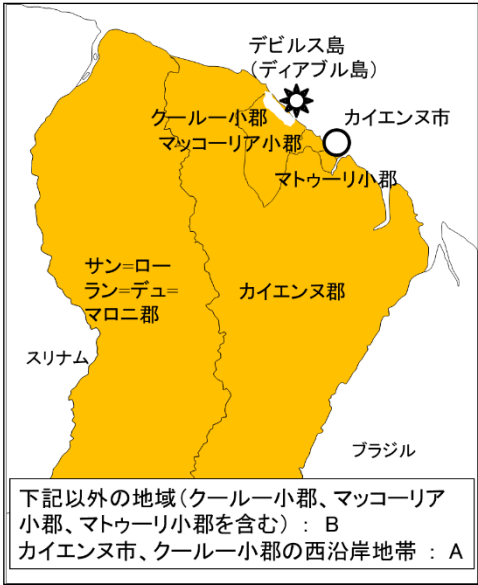 デビルス島
（ディアブル島）
クールー小郡
カイエンヌ市
マッコーリア小郡
マトゥーリ小郡
サン=ロー
ラン=デュ=
マロニ郡
カイエンヌ郡
スリナム
ブラジル
下記以外の地域（クールー小郡、マッコーリア
小郡、マトゥーリ小郡を含む） ： B
カイエンヌ市、クールー小郡の西沿岸地帯 ： A